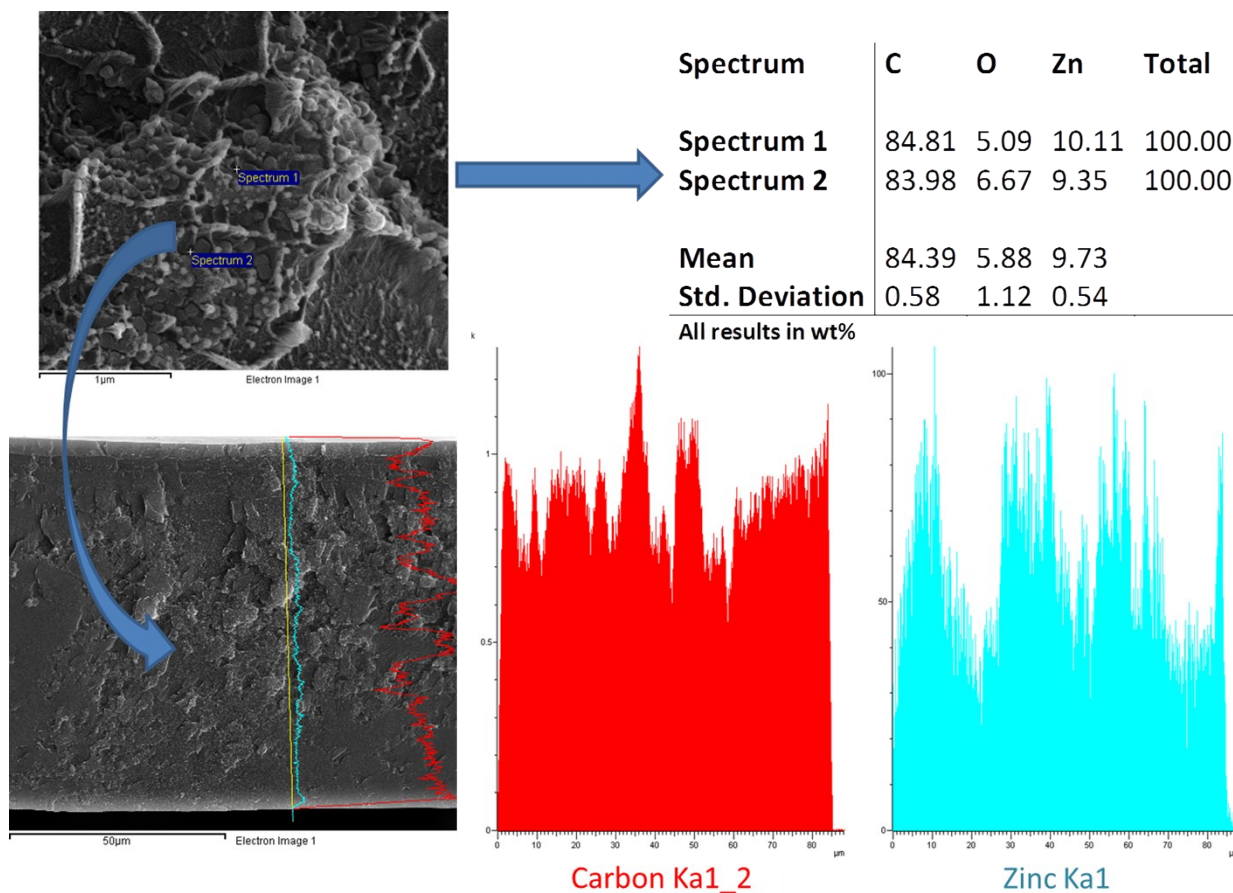 Spectrum C O Zn Total
Spectrum 1 84.81 5.09 10.11 100.00
Spectrum 2 83.98 6.67 9.35 100.00
Mean 84.39 5.88 9.73
Std. Deviation 0.58 1.12 0.54
All results in wt%
Spectrum 1
Spectrum 2
1µm Electron Image 1
50µm Electron Image 1
k
1
0.5
0
0 10 20 30 40 50 60 70 80
µm
Carbon Ka1_2
100
50
0
0 10 20 30 40 50 60 70 80
Zinc Ka1